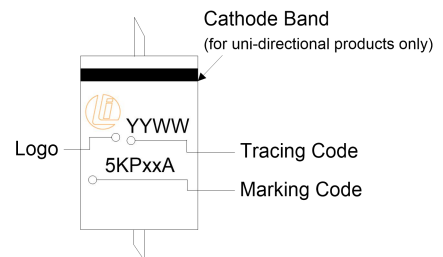 Cathode Band
(for uni-directional products only)
YYWW
Logo
Tracing Code
5KPxxA
Marking Code